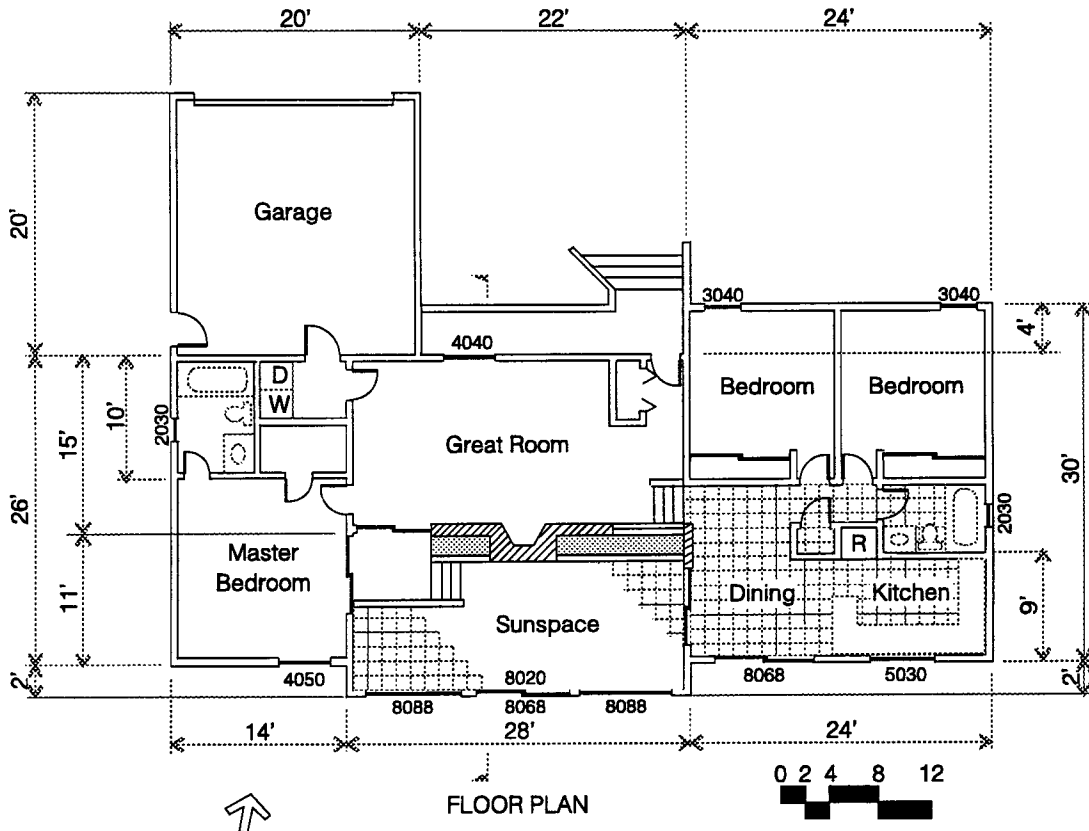 20' 22' 24'
Garage
20'
3040 3040
4'
4040
D
W
Bedroom Bedroom
10'
2030
15'
Great Room
26'
30'
2030
R
Master
Bedroom
11'
Dining Kitchen
9'
Sunspace
2'
4050
8020
8088 8068 8088
8068 5030
2'
14' 28' 24'
0 2 4 8 12
FLOOR PLAN